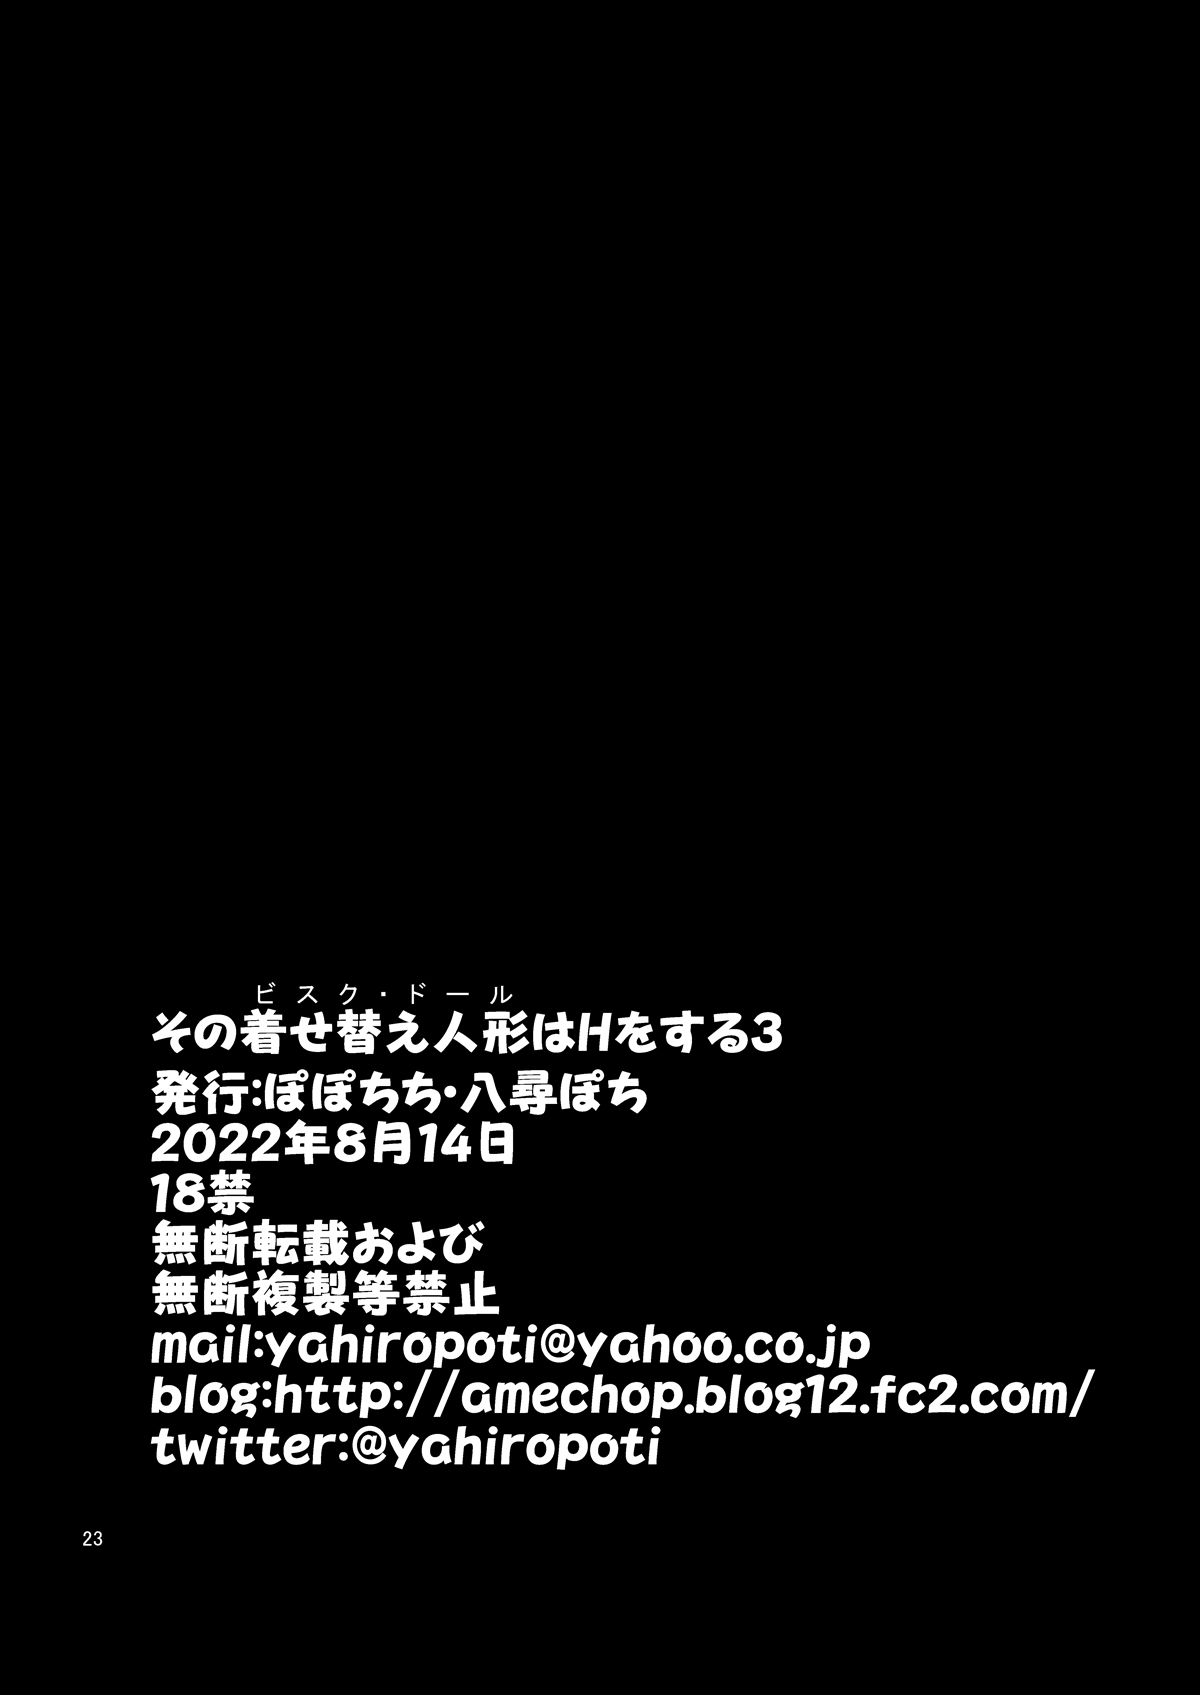 ビスク・ドール
その着せ替え人形はHをする3
発行:ぽぽちち・八尋ぽち
2022年8月14日
18禁
無断転載および
無断複製等禁止
mail:yahiropoti@yahoo.co.jp
blog:http://amechop.blog12.fc2.com/
twitter:@yahiropoti
23